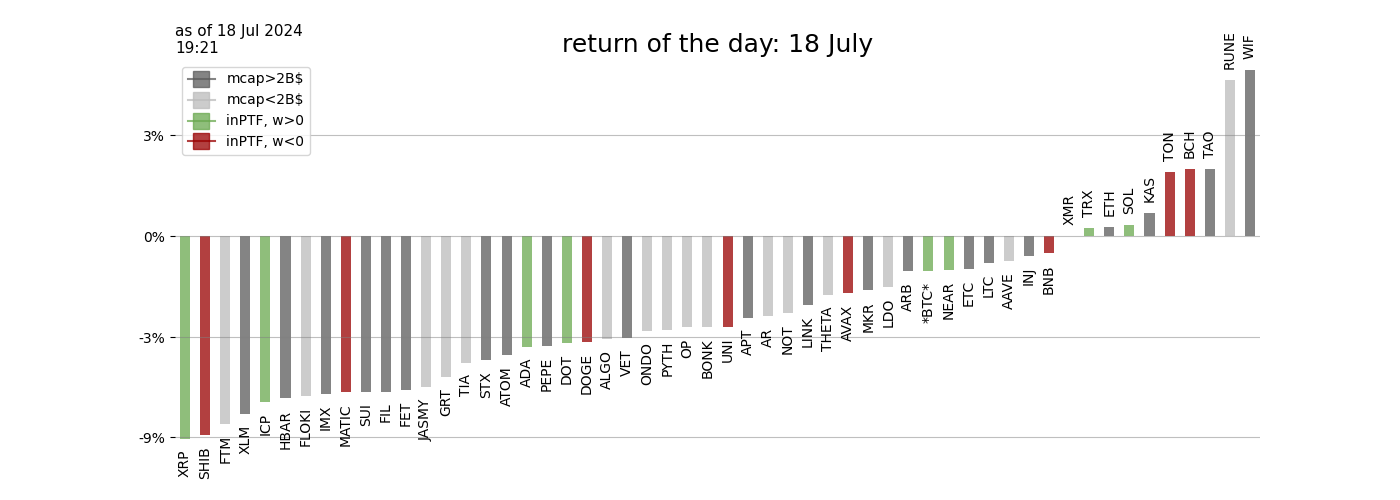 as of 18 Jul 2024
19:21
return of the day: 18 July
mcap>2B$
mcap<2B$
inPTF, w>0
inPTF, w<0
3%
0%
-3%
-9%
XRP
SHIB
FTM
XLM
ICP
HBAR
FLOKI
IMX
MATIC
SUI
FIL
FET
JASMY
GRT
TIA
STX
ATOM
ADA
PEPE
DOT
DOGE
ALGO
VET
ONDO
PYTH
OP
BONK
UNI
APT
AR
NOT
LINK
THETA
AVAX
MKR
LDO
ARB
*BTC*
NEAR
ETC
LTC
AAVE
INJ
BNB
XMR
TRX
ETH
SOL
KAS
TON
BCH
TAO
RUNE
WIF